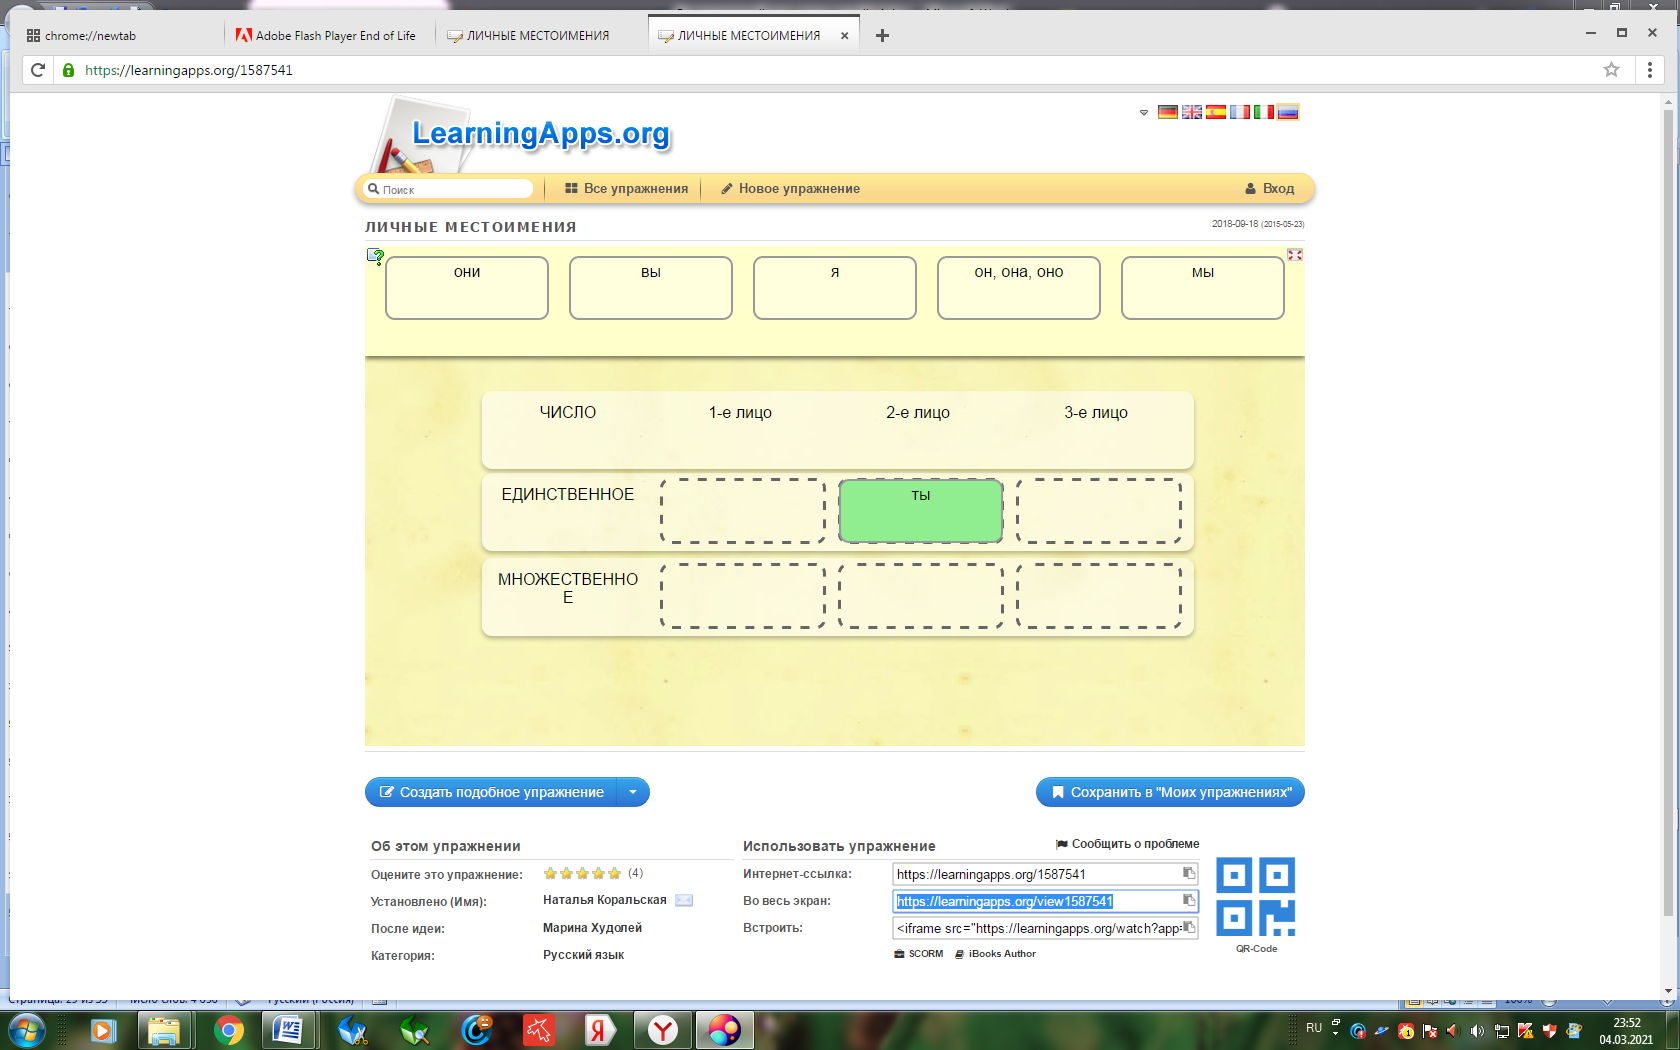 chrome://newtab
Adobe Flash Player End of Life
ЛИЧНЫЕ МЕСТОИМЕНИЯ
ЛИЧНЫЕ МЕСТОИМЕНИЯ
https://learningapps.org/1587541
LearningApps.org
Поиск
Все упражнения
Новое упражнение
Вход
ЛИЧНЫЕ МЕСТОИМЕНИЯ
2018-09-18 (2015-05-23)
они
вы
я
он, она, оно
мы
ЧИСЛО
1-е лицо
2-е лицо
3-е лицо
ЕДИНСТВЕННОЕ
ты
МНОЖЕСТВЕННО
Е
Создать подобное упражнение
Сохранить в "Моих упражнениях"
Об этом упражнении
Оцените это упражнение:
(4)
Установлено (Имя):
Наталья Коральская
После идеи:
Марина Худолей
Категория:
Русский язык
Использовать упражнение
Сообщить о проблеме
Интернет-ссылка:
https://learningapps.org/1587541
Во весь экран:
https://learningapps.org/view1587541
Встроить:
<iframe src="https://learningapps.org/watch?app=
SCORM
iBooks Author
QR-Code
RU
23:52
04.03.2021